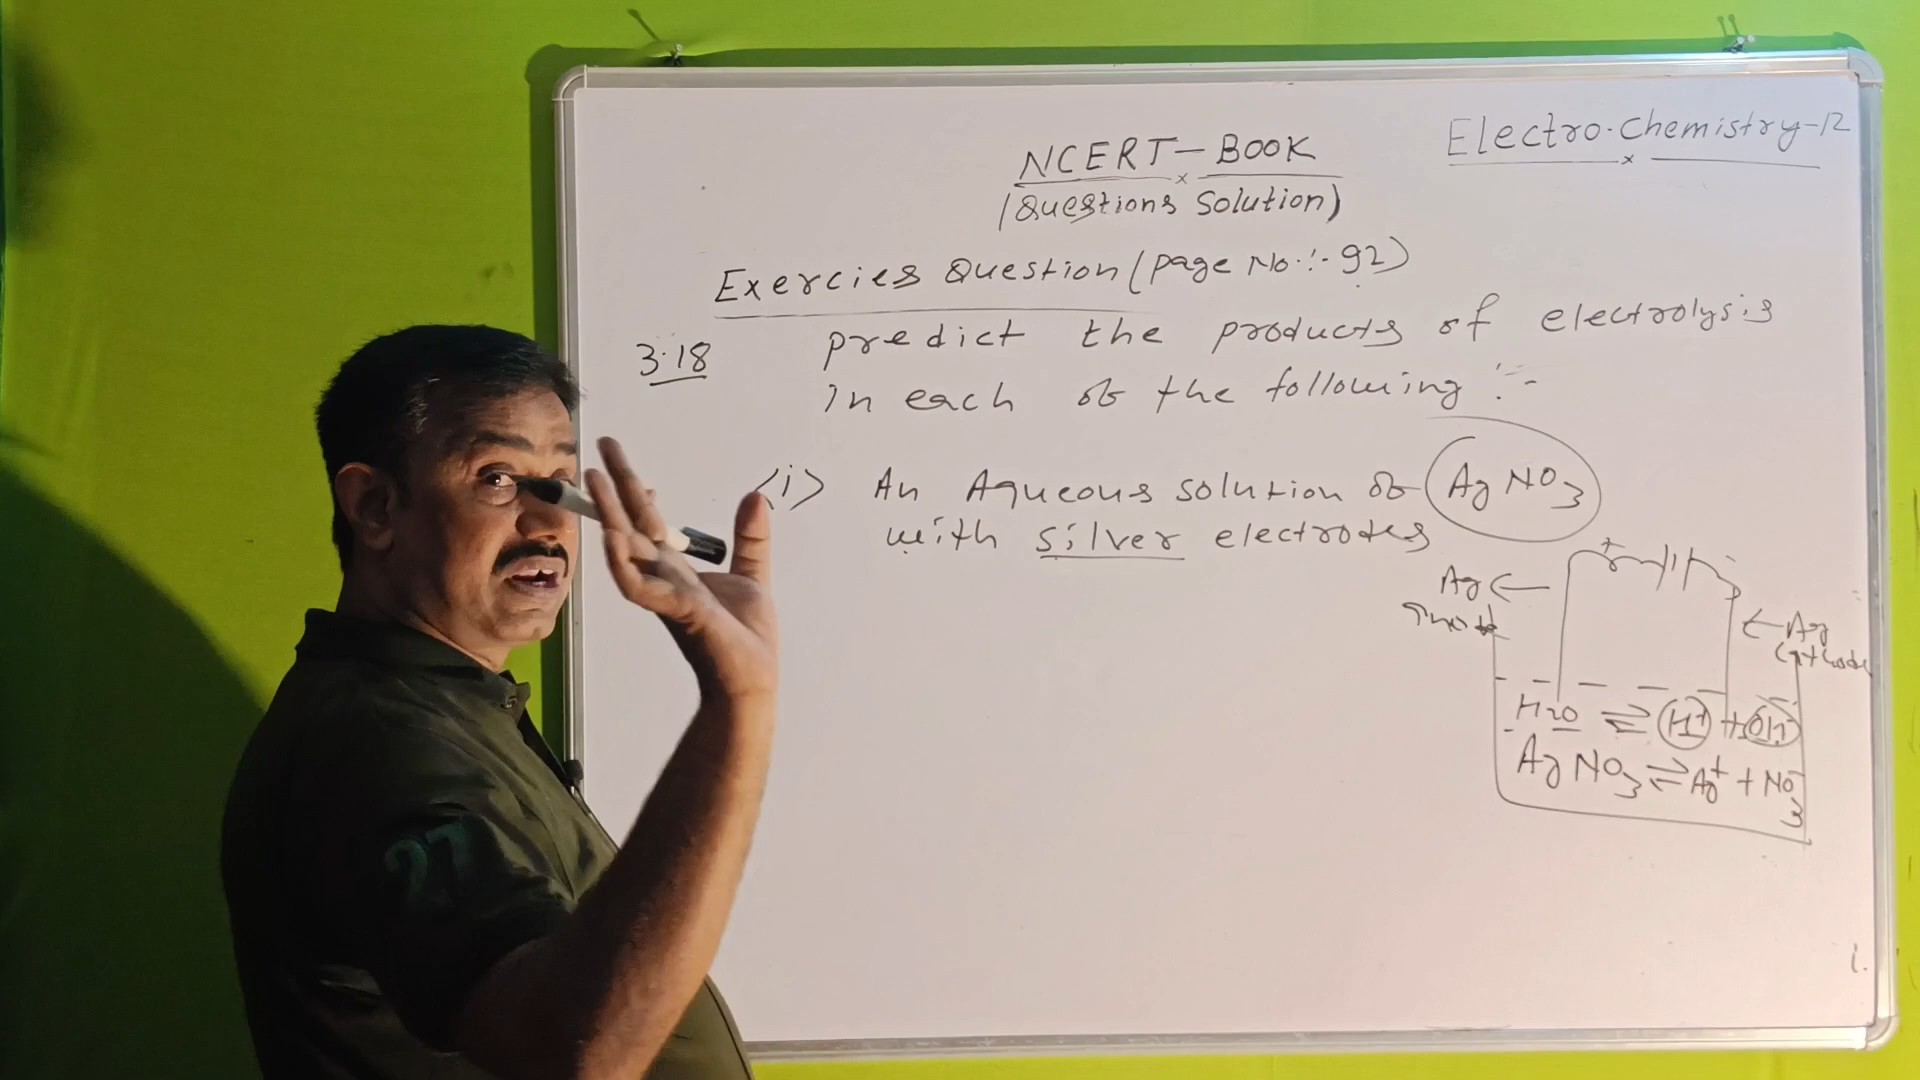 Electro.Chemistry-12
NCERT-BOOK
(Questions Solution)
Exercies Question (page No.:-92)
3.18 predict the products of electrolysis
in each of the following :-
(i) An Aqueous solution of AgNO3
with silver electrodes
+
Ag
Ag
Cathode
H2O ⇌ H+ + OH-
AgNO3 ⇌ Ag+ + NO3-
27